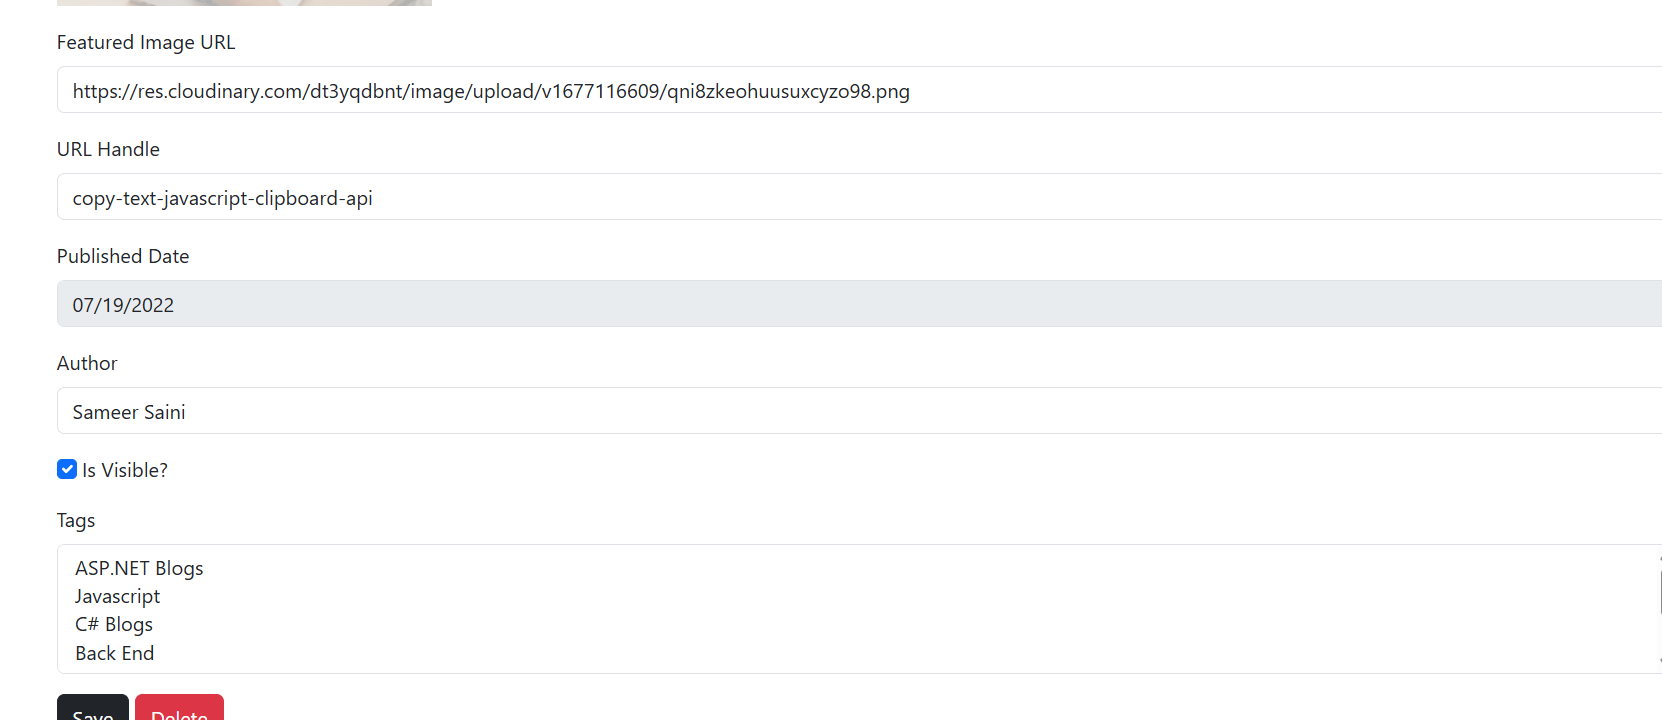 Featured Image URL
https://res.cloudinary.com/dt3yqdbnt/image/upload/v1677116609/qni8zkeohuusuxcyzo98.png
URL Handle
copy-text-javascript-clipboard-api
Published Date
07/19/2022
Author
Sameer Saini
Is Visible?
Tags
ASP.NET Blogs
Javascript
C# Blogs
Back End
Save Delete